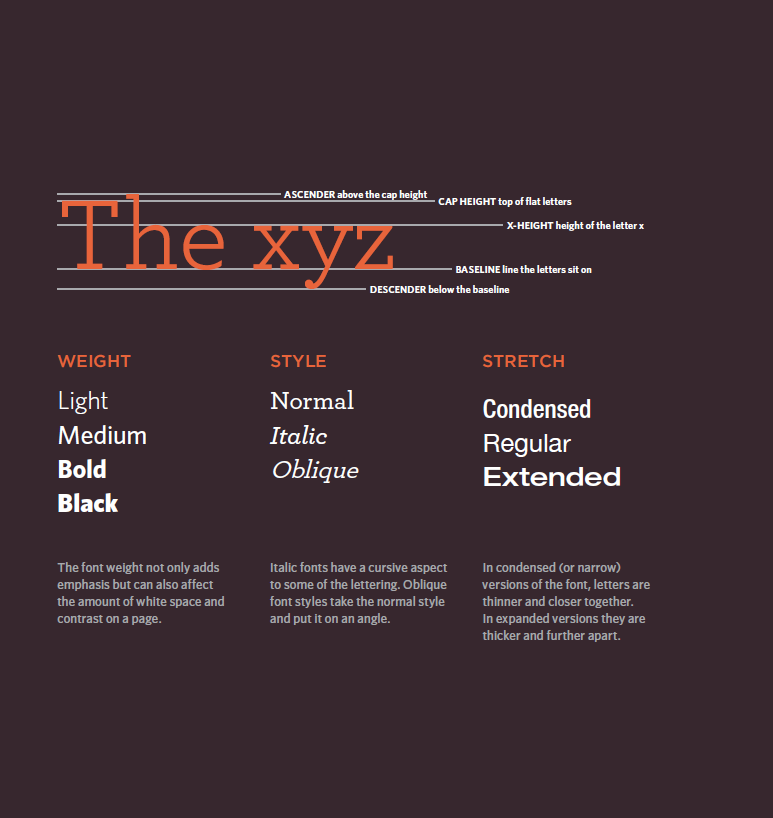 ASCENDER above the cap height
CAP HEIGHT top of flat letters
The xyz
X-HEIGHT height of the letter x
BASELINE line the letters sit on
DESCENDER below the baseline
WEIGHT
Light
Medium
Bold
Black
The font weight not only adds
emphasis but can also affect
the amount of white space and
contrast on a page.
STYLE
Normal
Italic
Oblique
Italic fonts have a cursive aspect
to some of the lettering. Oblique
font styles take the normal style
and put it on an angle.
STRETCH
Condensed
Regular
Extended
In condensed (or narrow)
versions of the font, letters are
thinner and closer together.
In expanded versions they are
thicker and further apart.